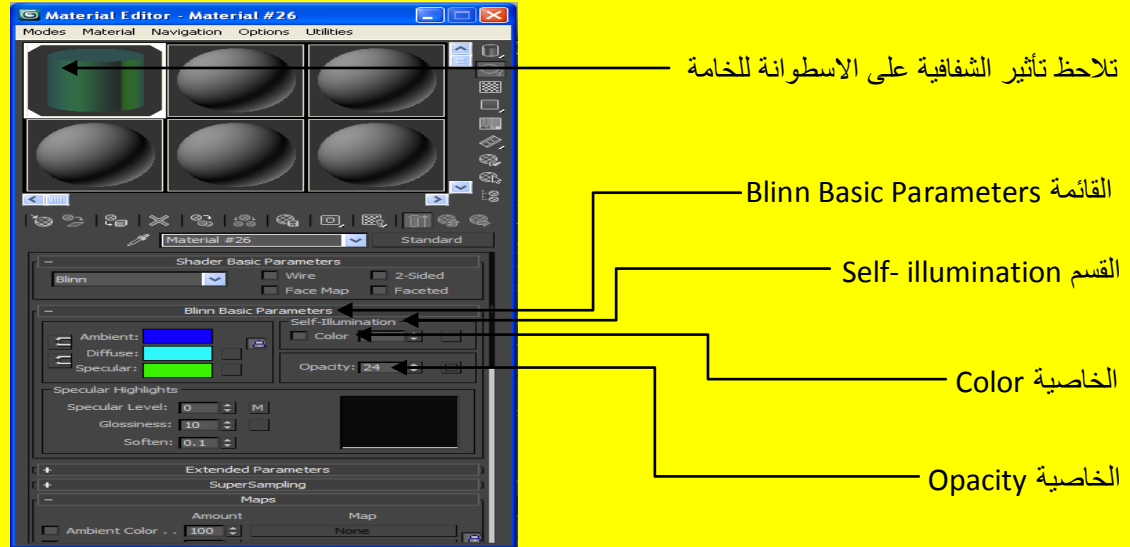 Material Editor - Material #26
Modes Material Navigation Options Utilities
تلاحظ تأثير الشفافية على الاسطوانة للخامة
القائمة Blinn Basic Parameters
القسم Self- illumination
الخاصية Color
الخاصية Opacity
Material #26 Standard
Shader Basic Parameters
Blinn Wire 2-Sided
Face Map Faceted
Blinn Basic Parameters
Self-Illumination
Ambient: Color
Diffuse:
Specular: Opacity: 24
Specular Highlights
Specular Level: 0 M
Glossiness: 10
Soften: 0.1
Extended Parameters
SuperSampling
Maps
Amount Map
Ambient Color . . 100 None